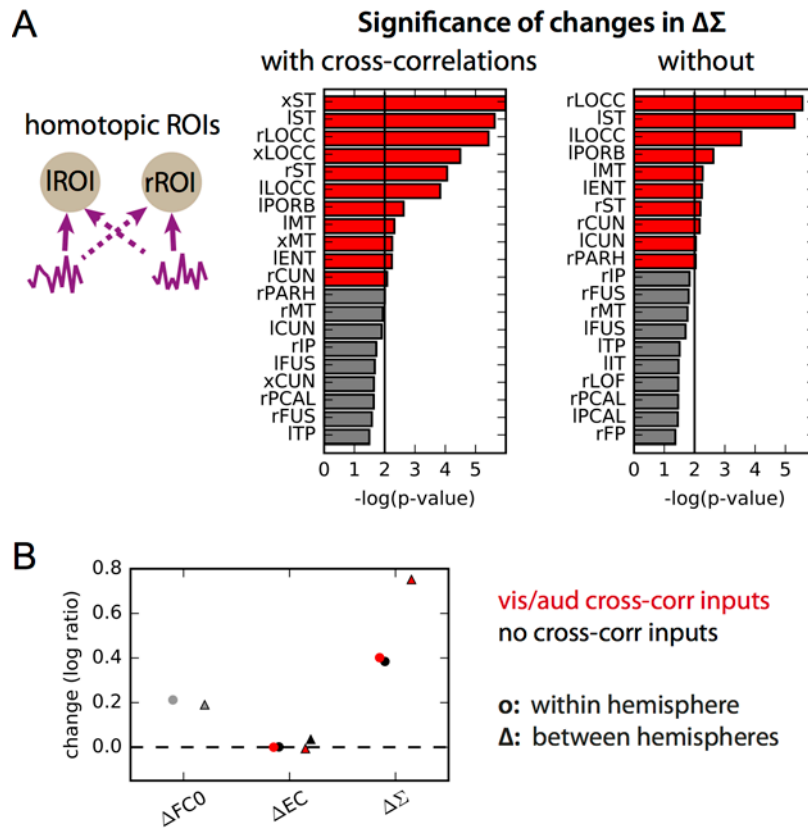 A
Significance of changes in ΔΣ
with cross-correlations
without
homotopic ROIs
lROI
rROI
xST
lST
rLOCC
xLOCC
rST
lLOCC
lPORB
lMT
xMT
lENT
rCUN
rPARH
rMT
lCUN
rIP
lFUS
xCUN
rPCAL
rFUS
lTP
0 1 2 3 4 5
-log(p-value)
rLOCC
lST
lLOCC
lPORB
lMT
lENT
rST
rCUN
lCUN
rPARH
rIP
rFUS
rMT
lFUS
lTP
lIT
rLOF
rPCAL
lPCAL
rFP
0 1 2 3 4 5
-log(p-value)
B
change (log ratio)
0.8
0.6
0.4
0.2
0.0
ΔFC0
ΔEC
ΔΣ
vis/aud cross-corr inputs
no cross-corr inputs
o: within hemisphere
Δ: between hemispheres